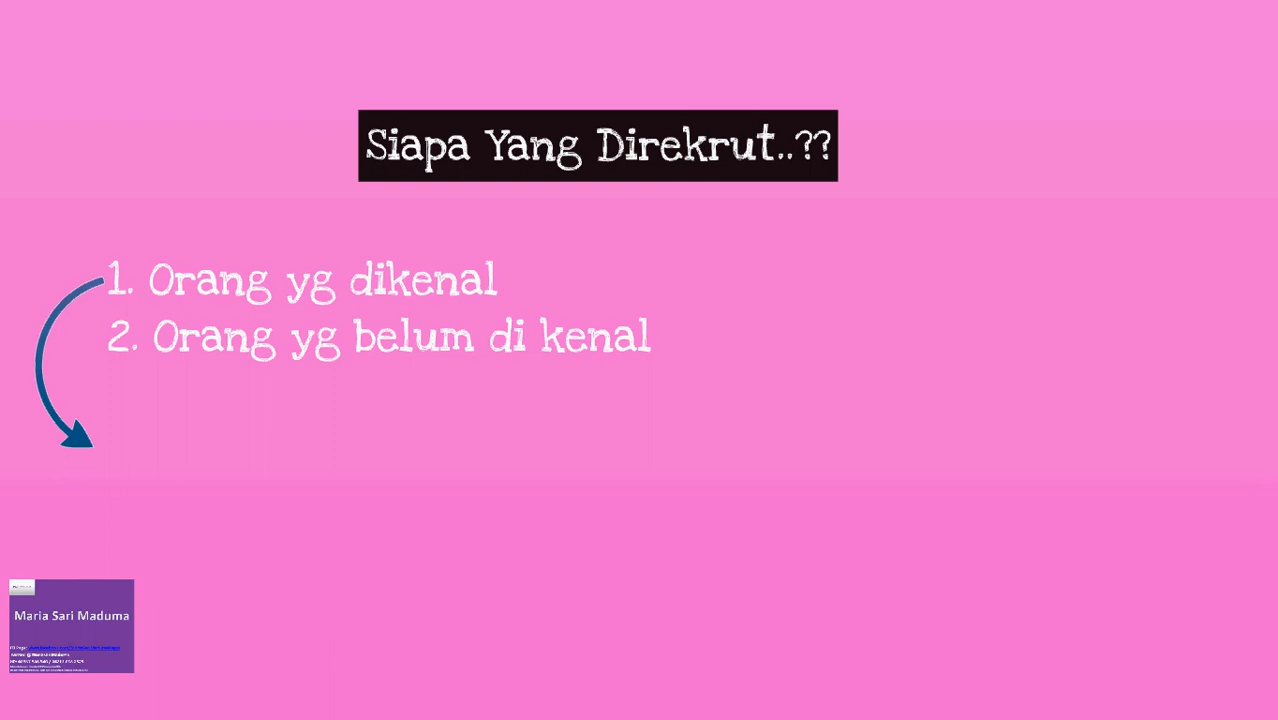 Siapa Yang Direkrut..??
1. Orang yg dikenal
2. Orang yg belum di kenal
Maria Sari Maduma